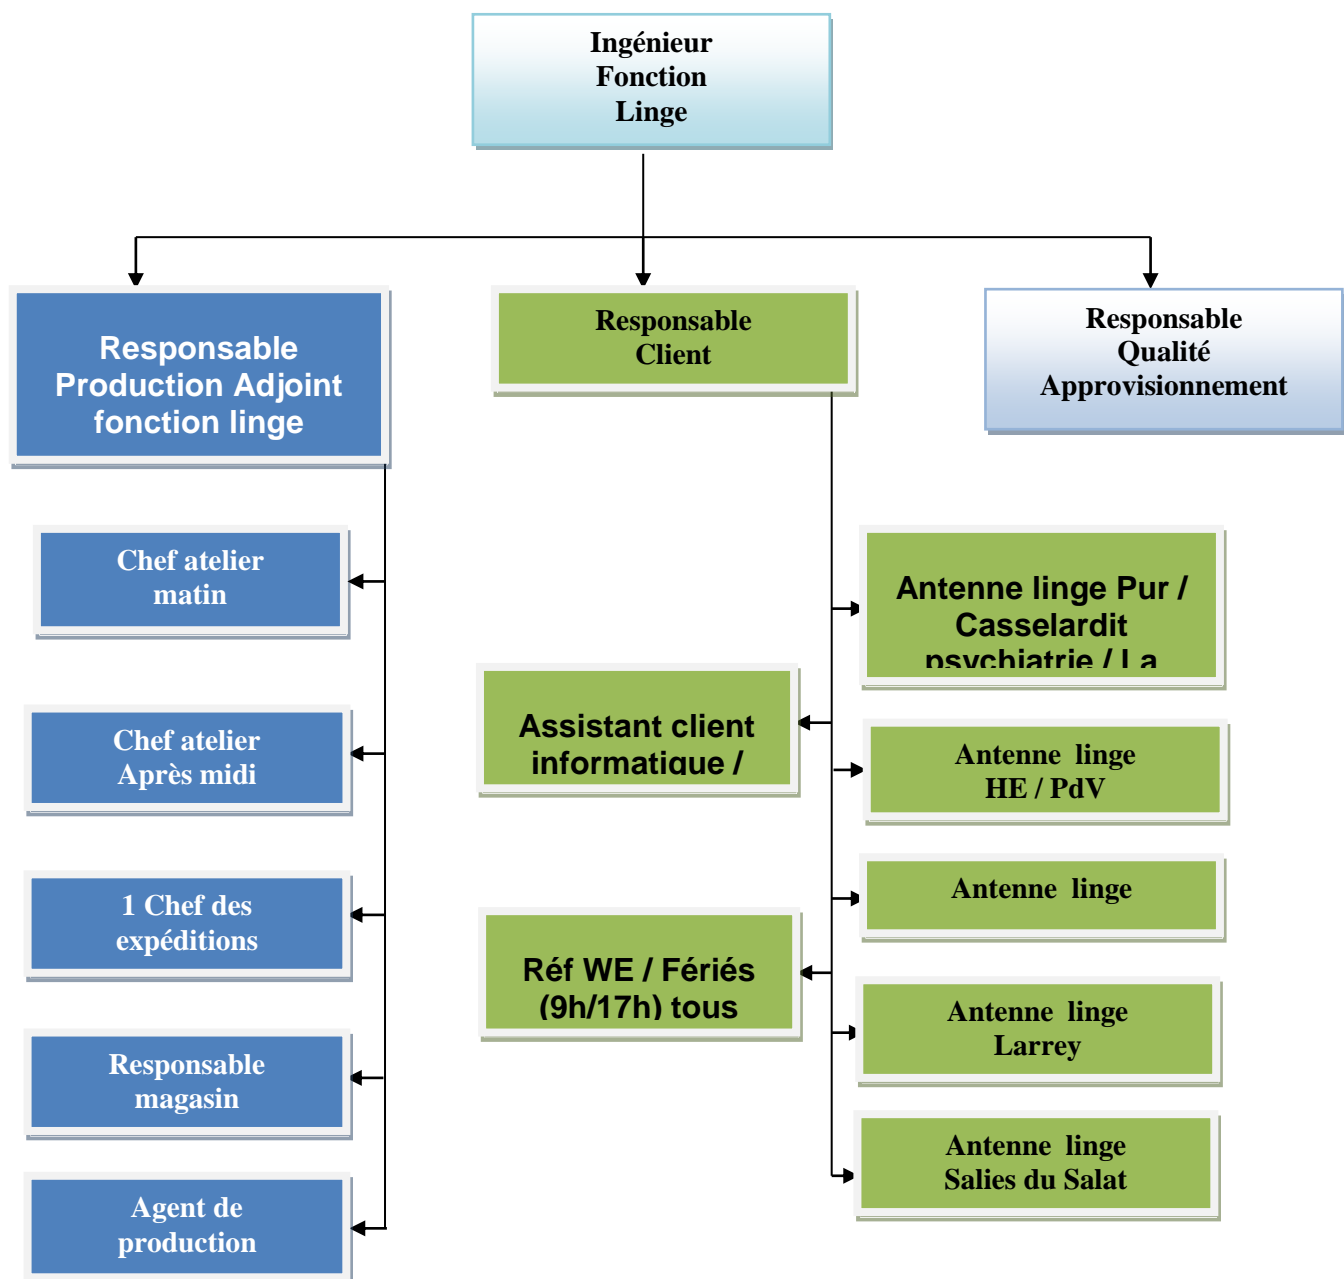 Ingénieur
Fonction
Linge
Responsable
Production Adjoint
fonction linge
Responsable
Client
Responsable
Qualité
Approvisionnement
Chef atelier
matin
Chef atelier
Après midi
1 Chef des
expéditions
Responsable
magasin
Agent de
production
Assistant client
informatique /
Réf WE / Fériés
(9h/17h) tous
Antenne linge Pur /
Casselardit
psychiatrie / La
Antenne linge
HE / PdV
Antenne linge
Antenne linge
Larrey
Antenne linge
Salies du Salat